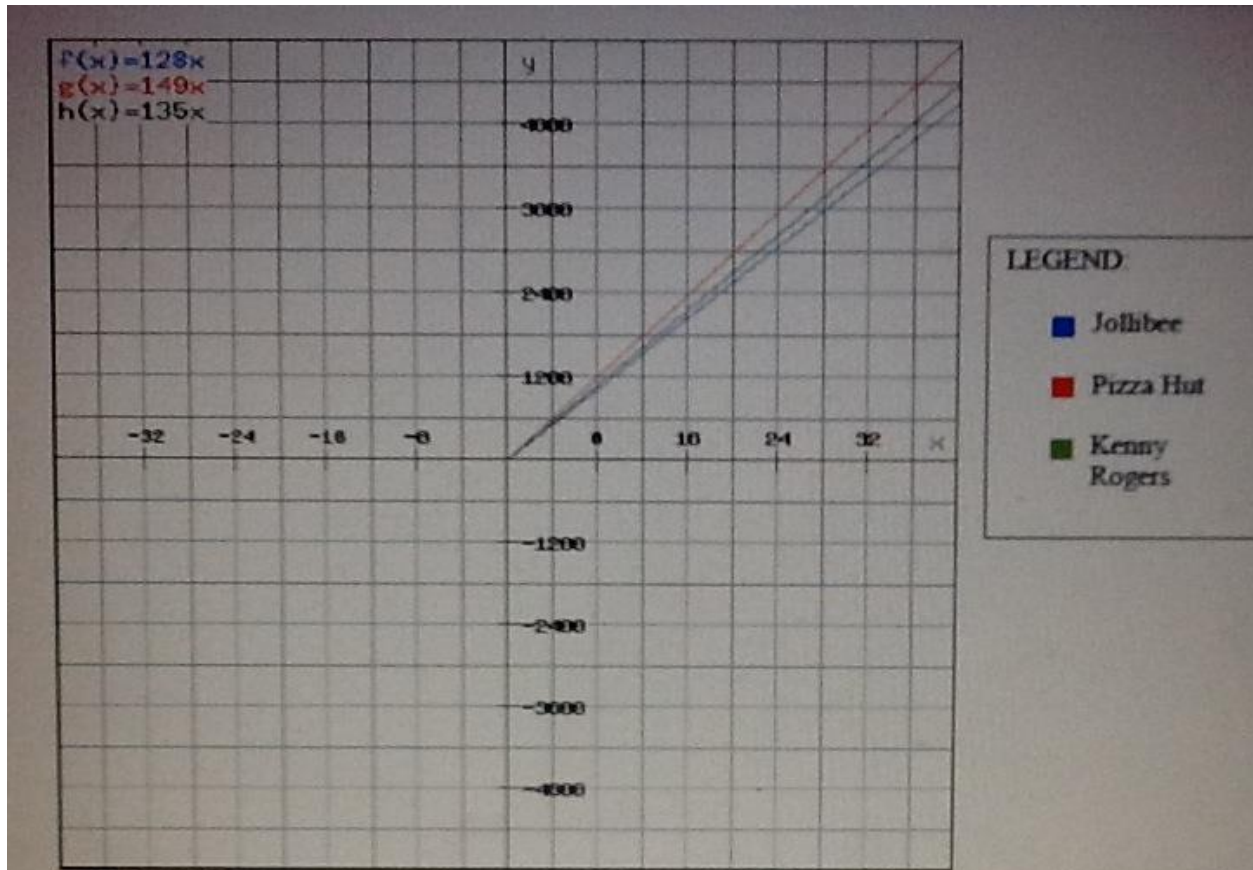 f(x)=128x
g(x)=149x
h(x)=135x
y
4800
3600
2400
1200
-32 -24 -16 -8 8 16 24 32 x
-1200
-2400
-3600
-4800
LEGEND:
Jollibee
Pizza Hut
Kenny
Rogers